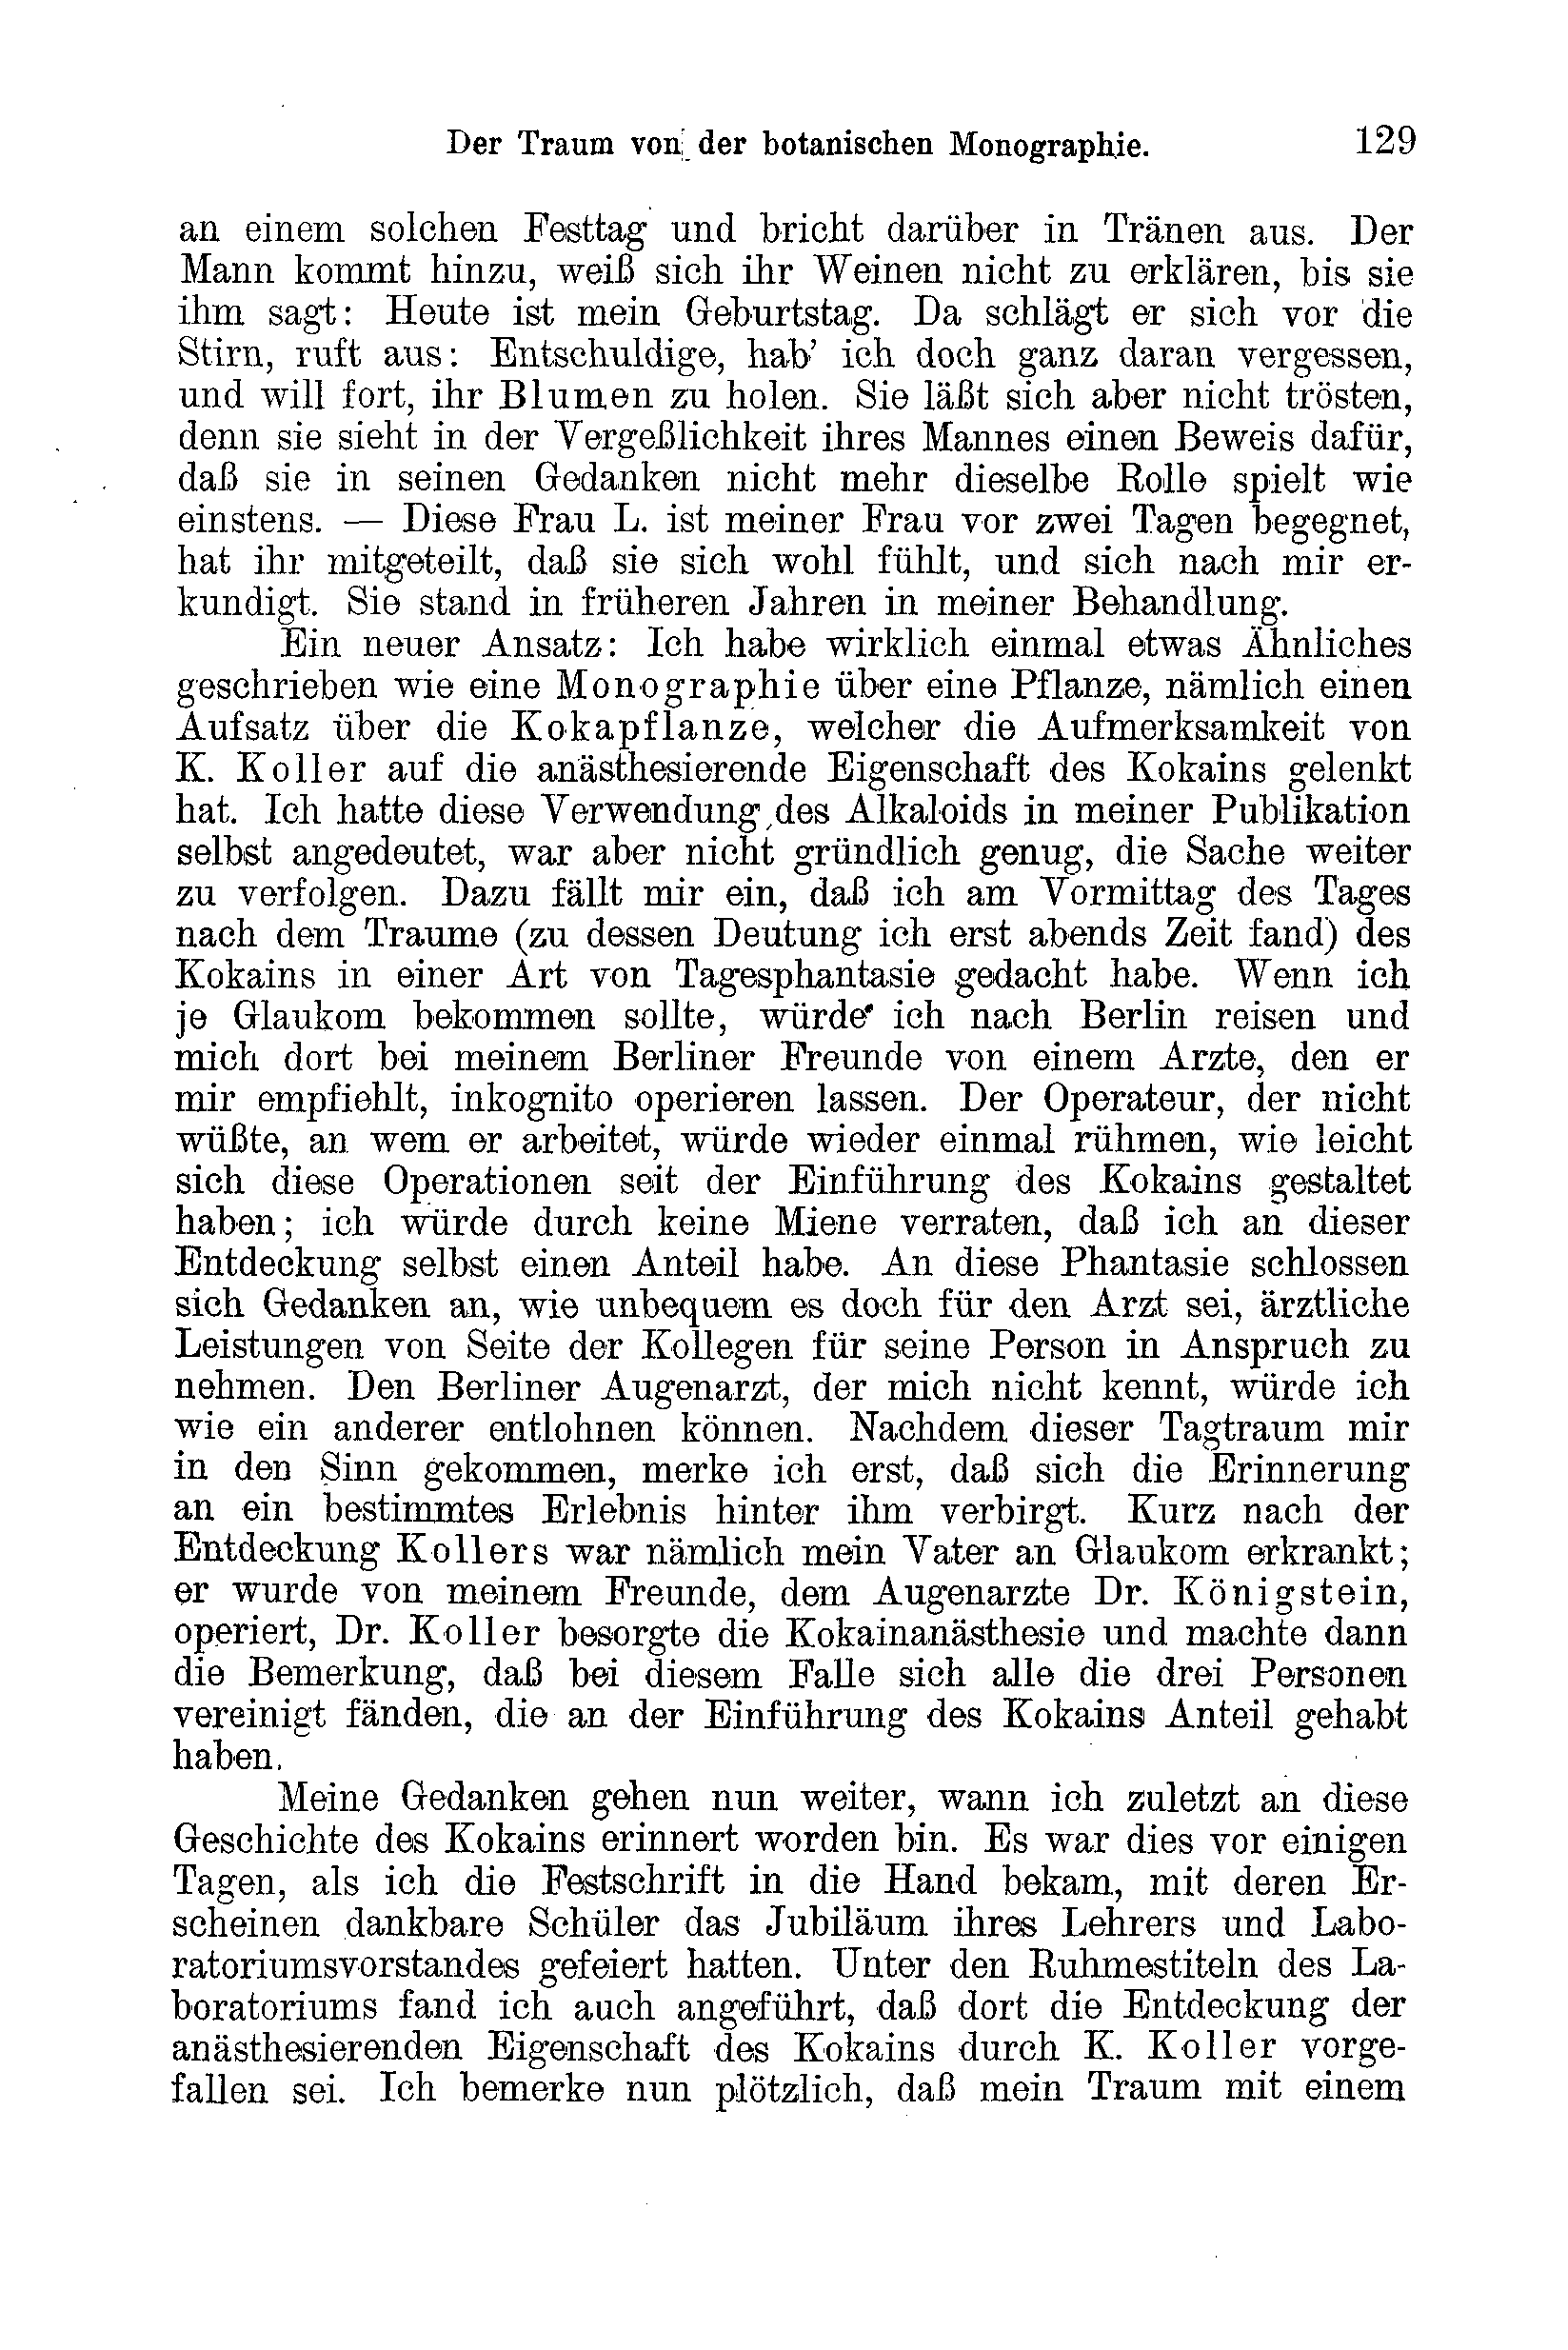 Der Traum von der botanischen Monographie. 129
an einem solchen Festtag und bricht darüber in Tränen aus. Der
Mann kommt hinzu, weiß sich ihr Weinen nicht zu erklären, bis sie
ihm sagt: Heute ist mein Geburtstag. Da schlägt er sich vor die
Stirn, ruft aus: Entschuldige, hab' ich doch ganz daran vergessen,
und will fort, ihr Blumen zu holen. Sie läßt sich aber nicht trösten,
denn sie sieht in der Vergeßlichkeit ihres Mannes einen Beweis dafür,
daß sie in seinen Gedanken nicht mehr dieselbe Rolle spielt wie
einstens. — Diese Frau L. ist meiner Frau vor zwei Tagen begegnet,
hat ihr mitgeteilt, daß sie sich wohl fühlt, und sich nach mir er-
kundigt. Sie stand in früheren Jahren in meiner Behandlung.
Ein neuer Ansatz: Ich habe wirklich einmal etwas Ähnliches
geschrieben wie eine Monographie über eine Pflanze, nämlich einen
Aufsatz über die Kokapflanze, welcher die Aufmerksamkeit von
K. Koller auf die anästhesierende Eigenschaft des Kokains gelenkt
hat. Ich hatte diese Verwendung des Alkaloids in meiner Publikation
selbst angedeutet, war aber nicht gründlich genug, die Sache weiter
zu verfolgen. Dazu fällt mir ein, daß ich am Vormittag des Tages
nach dem Traume (zu dessen Deutung ich erst abends Zeit fand) des
Kokains in einer Art von Tagesphantasie gedacht habe. Wenn ich
je Glaukom bekommen sollte, würde ich nach Berlin reisen und
mich dort bei meinem Berliner Freunde von einem Arzte, den er
mir empfiehlt, inkognito operieren lassen. Der Operateur, der nicht
wüßte, an wem er arbeitet, würde wieder einmal rühmen, wie leicht
sich diese Operationen seit der Einführung des Kokains gestaltet
haben; ich würde durch keine Miene verraten, daß ich an dieser
Entdeckung selbst einen Anteil habe. An diese Phantasie schlossen
sich Gedanken an, wie unbequem es doch für den Arzt sei, ärztliche
Leistungen von Seite der Kollegen für seine Person in Anspruch zu
nehmen. Den Berliner Augenarzt, der mich nicht kennt, würde ich
wie ein anderer entlohnen können. Nachdem dieser Tagtraum mir
in den Sinn gekommen, merke ich erst, daß sich die Erinnerung
an ein bestimmtes Erlebnis hinter ihm verbirgt. Kurz nach der
Entdeckung Kollers war nämlich mein Vater an Glaukom erkrankt;
er wurde von meinem Freunde, dem Augenarzte Dr. Königstein,
operiert, Dr. Koller besorgte die Kokainanästhesie und machte dann
die Bemerkung, daß bei diesem Falle sich alle die drei Personen
vereinigt fänden, die an der Einführung des Kokains Anteil gehabt
haben.
Meine Gedanken gehen nun weiter, wann ich zuletzt an diese
Geschichte des Kokains erinnert worden bin. Es war dies vor einigen
Tagen, als ich die Festschrift in die Hand bekam, mit deren Er-
scheinen dankbare Schüler das Jubiläum ihres Lehrers und Labo-
ratoriumsvorstandes gefeiert hatten. Unter den Ruhmestiteln des La-
boratoriums fand ich auch angeführt, daß dort die Entdeckung der
anästhesierenden Eigenschaft des Kokains durch K. Koller vorge-
fallen sei. Ich bemerke nun plötzlich, daß mein Traum mit einem